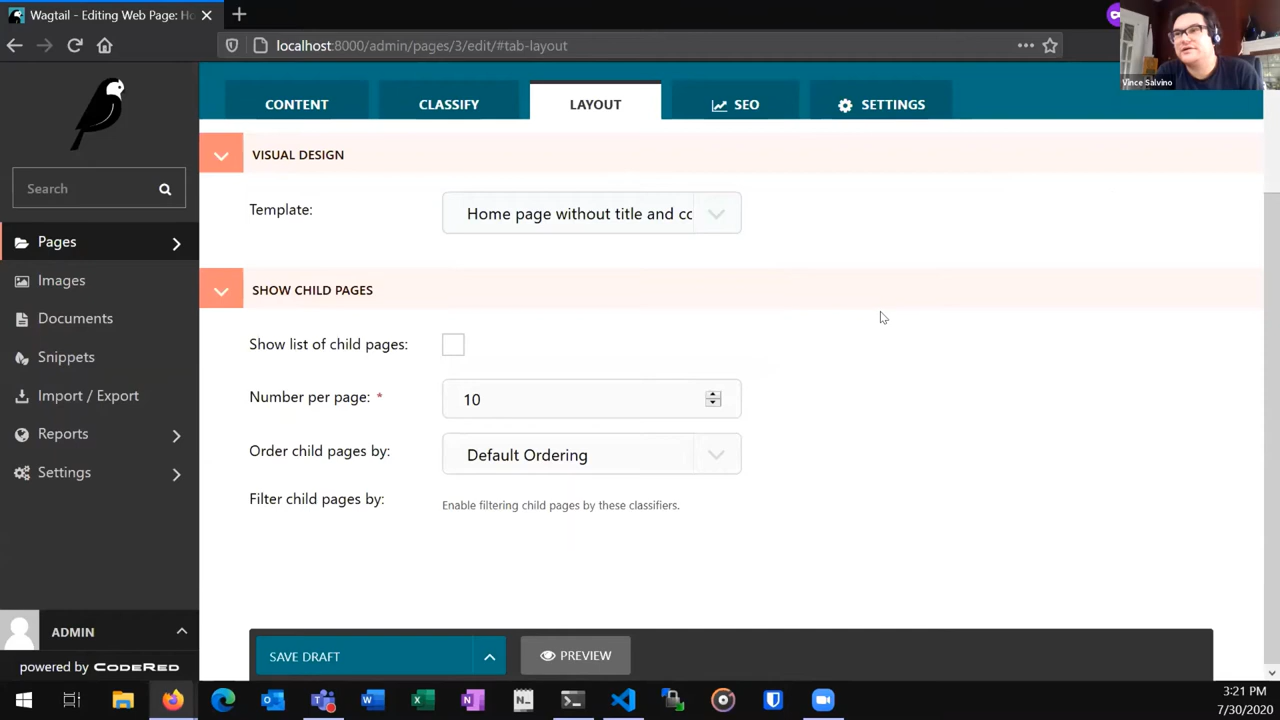 Wagtail - Editing Web Page: Ho
localhost:8000/admin/pages/3/edit/#tab-layout
Vince Salvino
CONTENT
CLASSIFY
LAYOUT
SEO
SETTINGS
VISUAL DESIGN
Search
Template:
Home page without title and co
Pages
Images
SHOW CHILD PAGES
Documents
Show list of child pages:
Snippets
Import / Export
Number per page: *
10
Reports
Order child pages by:
Default Ordering
Settings
Filter child pages by:
Enable filtering child pages by these classifiers.
ADMIN
SAVE DRAFT
PREVIEW
powered by CODERED
3:21 PM
7/30/2020